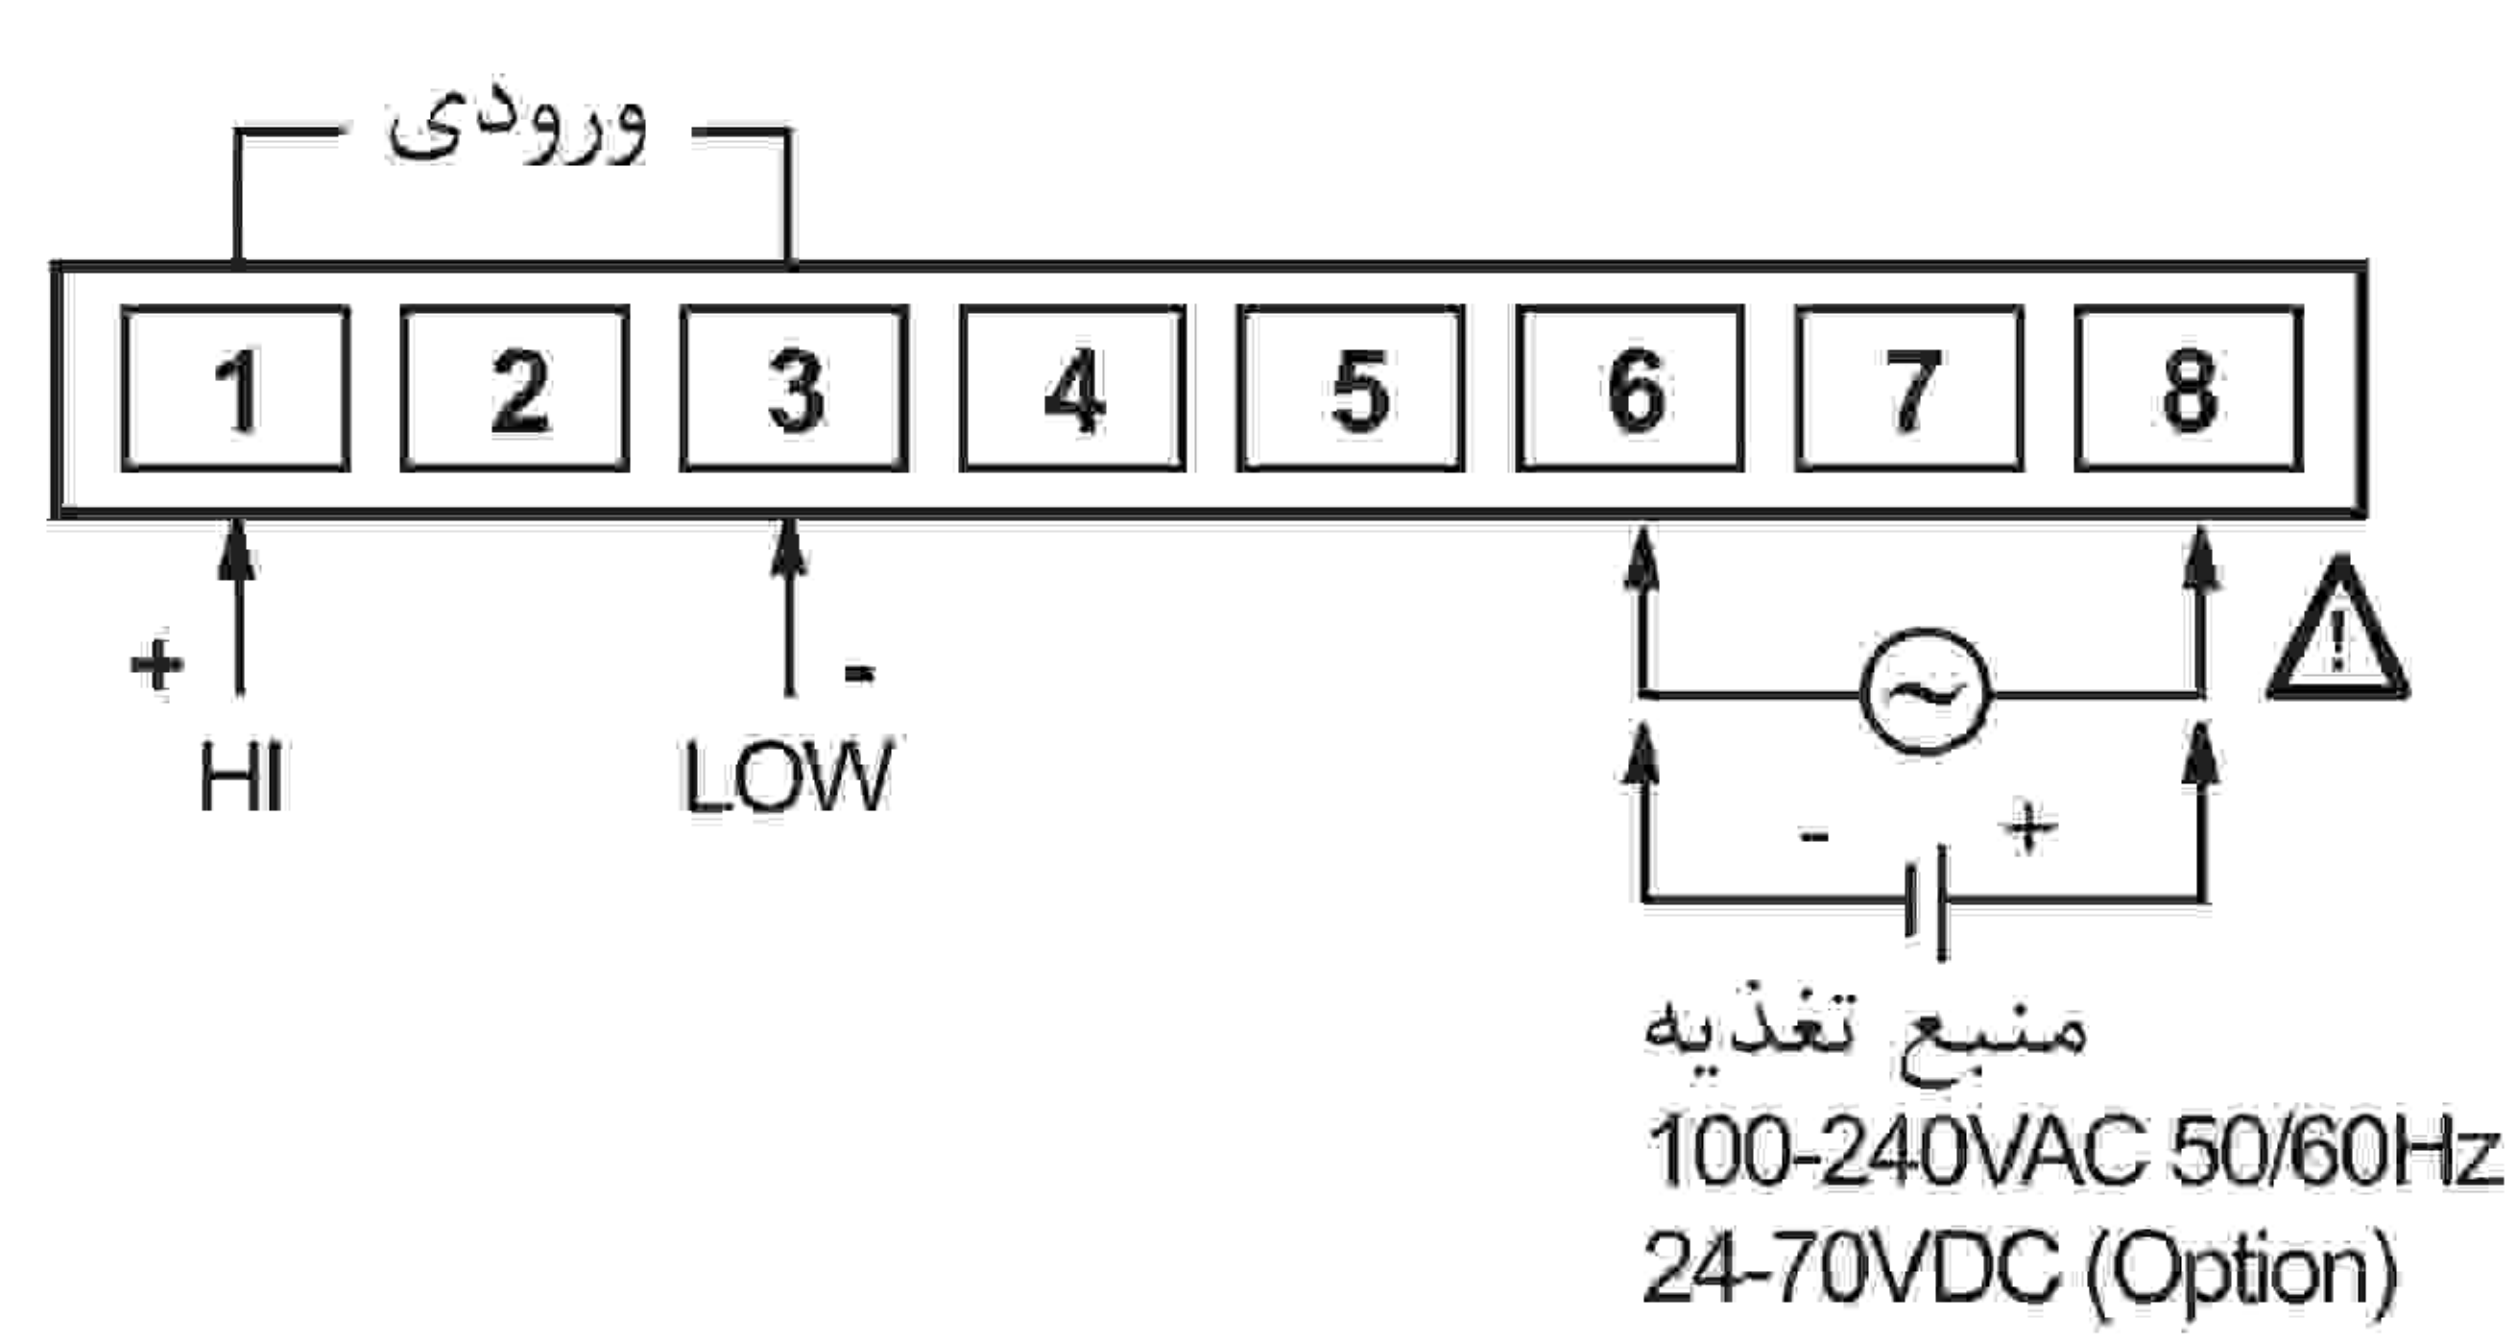 ورودی
1 2 3 4 5 6 7 8
+ -
HI LOW
- +
منبع تغذیه
100-240VAC 50/60Hz
24-70VDC (Option)